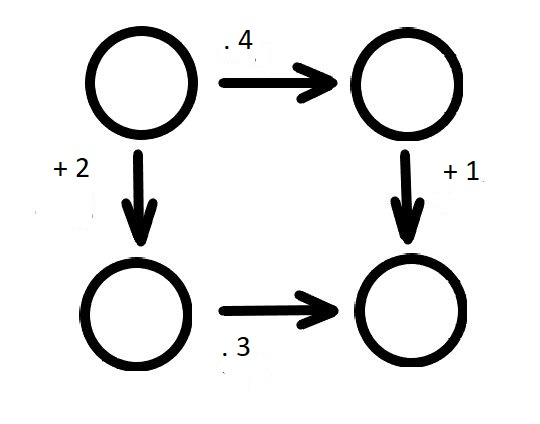 . 4
+ 2
+ 1
. 3